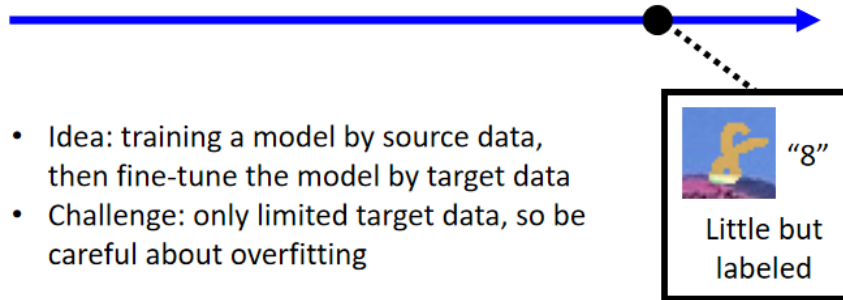 • Idea: training a model by source data,
then fine-tune the model by target data
• Challenge: only limited target data, so be
careful about overfitting
“8”
Little but
labeled